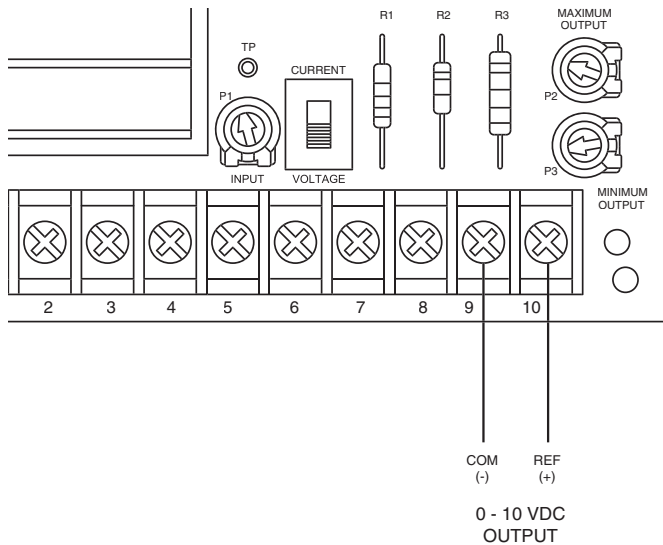 R1 R2 R3
MAXIMUM
OUTPUT
TP
CURRENT
P1
P2
P3
INPUT
VOLTAGE
MINIMUM
OUTPUT
2 3 4 5 6 7 8 9 10
COM
(-)
REF
(+)
0 - 10 VDC
OUTPUT